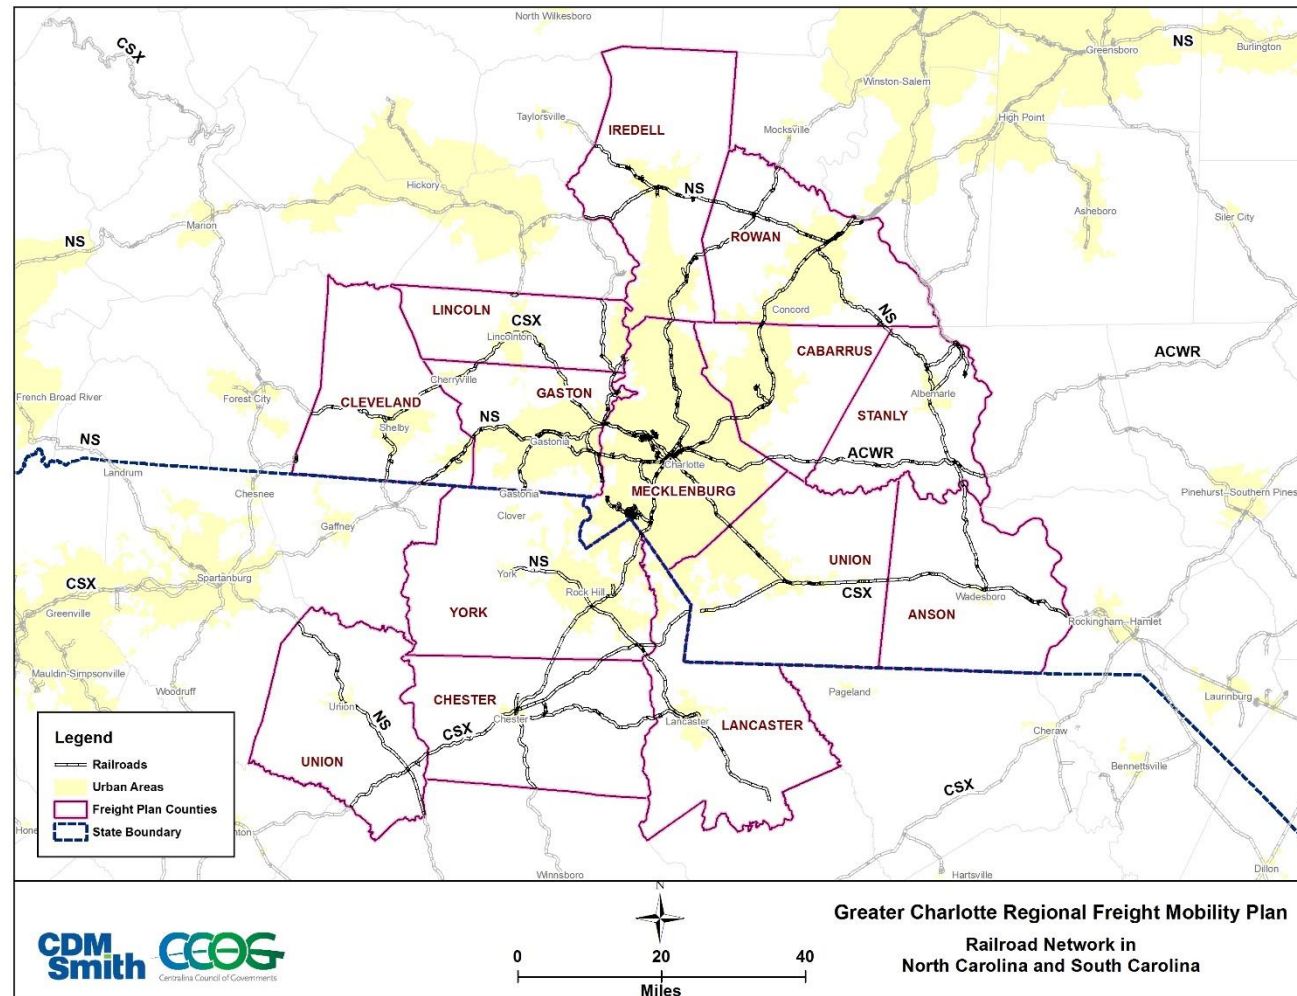 North Wilkesboro
CSX
NS
Greensboro
Burlington
Winston-Salem
Taylorsville
IREDELL
Mocksville
High Point
Hickory
NS
Asheboro
Siler City
Marion
NS
ROWAN
LINCOLN
CSX
Lincolnton
Concord
NS
CABARRUS
ACWR
Cherryville
GASTON
French Broad River
Forest City
CLEVELAND
Shelby
NS
Gastonia
Albemarle
STANLY
NS
Landrum
Charlotte
ACWR
Chesnee
Gastonia
MECKLENBURG
Pinehurst--Southern Pines
Clover
Gaffney
NS
York
Rock Hill
UNION
CSX
Wadesboro
CSX
Spartanburg
Greenville
YORK
ANSON
Rockingham--Hamlet
Mauldin-Simpsonville
Woodruff
Union
NS
CHESTER
Chester
CSX
Lancaster
LANCASTER
Pageland
Laurinburg
Cheraw
Bennettsville
UNION
CSX
Winnsboro
Hartsville
Dillon
Legend
Railroads
Urban Areas
Freight Plan Counties
State Boundary
CDM
Smith
CCOG
Centralina Council of Governments
N
0 20 40
Miles
Greater Charlotte Regional Freight Mobility Plan
Railroad Network in
North Carolina and South Carolina